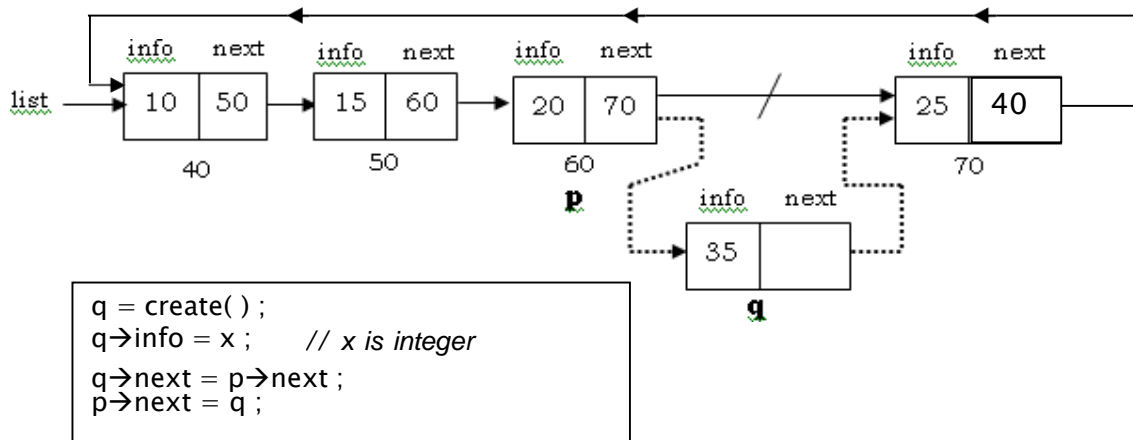 info next info next info next info next
list 10 50 15 60 20 70 25 40
40 50 60 70
p
info next
35
q
q = create( ) ;
q→info = x ; // x is integer
q→next = p→next ;
p→next = q ;